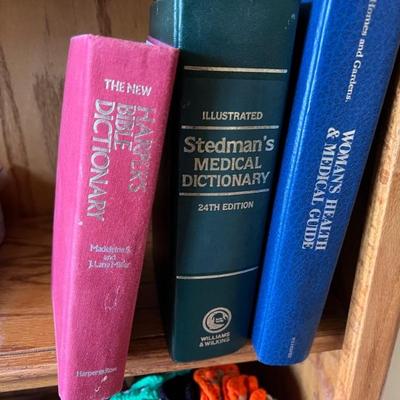 THE NEW
HARPER'S
BIBLE
DICTIONARY
Madeleine S.
and
J. Lane Miller
Harper & Row
ILLUSTRATED
Stedman's
MEDICAL
DICTIONARY
24TH EDITION
WILLIAMS
& WILKINS
Homes and Gardens
WOMAN'S HEALTH
& MEDICAL GUIDE